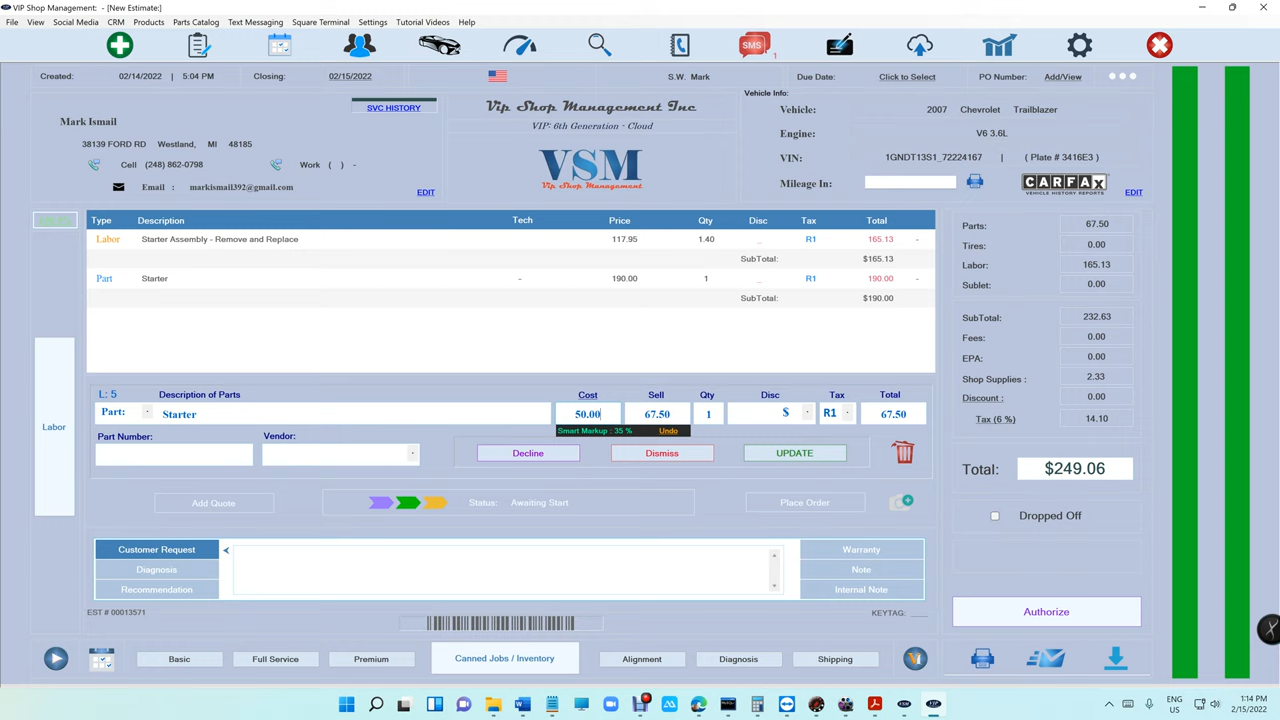 VIP Shop Management: - [New Estimate:]
File View Social Media CRM Products Parts Catalog Text Messaging Square Terminal Settings Tutorial Videos Help
SMS 1
Created: 02/14/2022 | 5:04 PM Closing: 02/15/2022 S.W. Mark Due Date: Click to Select PO Number: Add/View
SVC HISTORY
Mark Ismail
38139 FORD RD Westland, MI 48185
Cell (248) 862-0798 Work ( ) -
Email : markismail392@gmail.com
EDIT
Vip Shop Management Inc
VIP: 6th Generation - Cloud
VSM
Vip Shop Management
Vehicle Info:
Vehicle: 2007 Chevrolet Trailblazer
Engine: V6 3.6L
VIN: 1GNDT13S1_72224167 | ( Plate # 3416E3 )
Mileage In:
CARFAX
VEHICLE HISTORY REPORTS
EDIT
Type Description Tech Price Qty Disc Tax Total
Labor Starter Assembly - Remove and Replace 117.95 1.40 _ R1 165.13 -
SubTotal: $165.13
Part Starter - 190.00 1 _ R1 190.00 -
SubTotal: $190.00
Labor
L: 5 Description of Parts Cost Sell Qty Disc Tax Total
Part: Starter 50.00 67.50 1 $ R1 67.50
Smart Markup : 35 % Undo
Part Number: Vendor:
Decline Dismiss UPDATE
Add Quote Status: Awaiting Start Place Order
Customer Request
Diagnosis
Recommendation
Warranty
Note
Internal Note
EST # 00013571 KEYTAG: ____
Basic Full Service Premium Canned Jobs / Inventory Alignment Diagnosis Shipping
Parts: 67.50
Tires: 0.00
Labor: 165.13
Sublet: 0.00
SubTotal: 232.63
Fees: 0.00
EPA: 0.00
Shop Supplies : 2.33
Discount : 0.00
Tax (6 %) 14.10
Total: $249.06
Dropped Off
Authorize
ENG
US
1:14 PM
2/15/2022